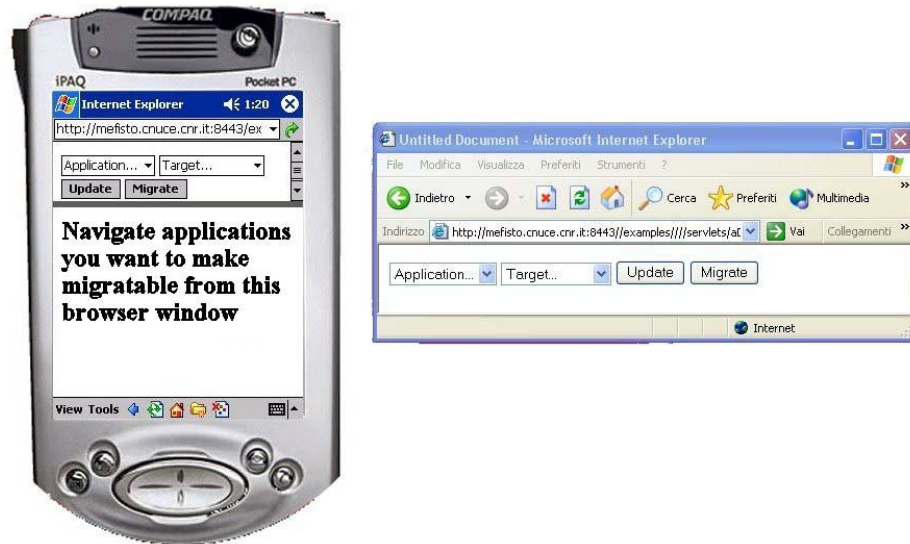 COMPAQ
iPAQ Pocket PC
Internet Explorer 1:20
http://mefisto.cnuce.cnr.it:8443/ex
Application... Target...
Update Migrate
Navigate applications
you want to make
migratable from this
browser window
View Tools
Untitled Document - Microsoft Internet Explorer
File Modifica Visualizza Preferiti Strumenti ?
Indietro Cerca Preferiti Multimedia »
Indirizzo http://mefisto.cnuce.cnr.it:8443//examples////servlets/aD Vai Collegamenti »
Application... Target... Update Migrate
Internet